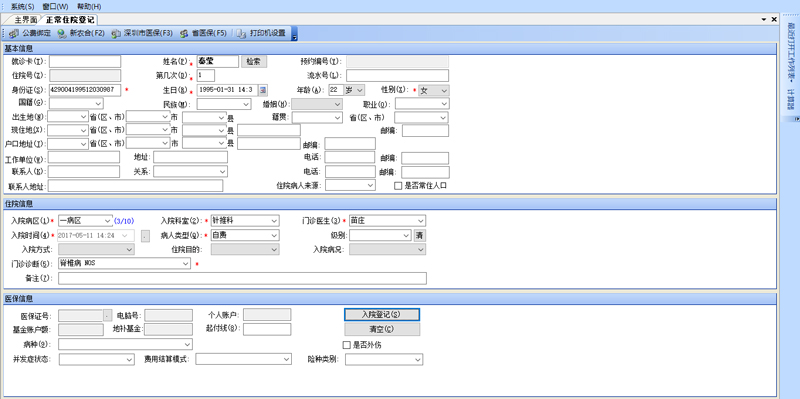 系统(S) 窗口(W) 帮助(H)
主界面 正常住院登记
公斋绑定 新农合(F2) 深圳市医保(F3) 省医保(F5) 打印机设置
基本信息
就诊卡(T): 姓名(P):* 秦莹 检索 预约编号(T):
住院号(I): 第几次(D):* 1 流水号(L):
身份证(S): 429004199512030987 * 生日(B):* 1995-01-31 14:3 年龄(A): 22 岁 性别(X):* 女
国籍(G): 民族(M): 婚姻(H): 职业(O):
出生地(M): 省(区、市) 市 县 籍贯: 省(区、市)
现住地(X): 省(区、市) 市 县 邮编:
户口地址(T): 省(区、市) 市 县 邮编:
工作单位(W): 地址: 电话: 邮编:
联系人(K): 关系: 电话: 邮编:
联系人地址: 住院病人来源: 是否常住人口
住院信息
入院病区(1)* 一病区 (3/10) 入院科室(2):* 针推科 门诊医生(3)* 苗庄
入院时间(4)* 2017-05-11 14:24 病人类型(Q):* 自费 级别: 清
入院方式: 住院目的: 入院病况:
门诊诊断(5): 脊椎病 NOS *
备注(7):
医保信息
医保证号: 电脑号: 个人账户: 入院登记(S)
基金账户额: 地补基金: 起付线(8): 清空(C)
病种(9): 是否外伤
并发症状态: 费用结算模式: 险种类别:
最近打开工作列表
计算器